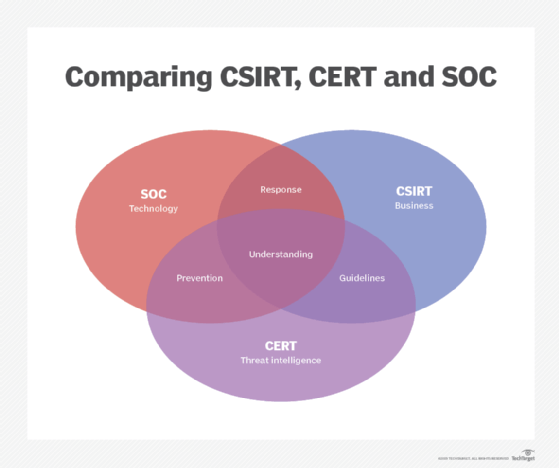 Comparing CSIRT, CERT and SOC
Response
SOC
Technology
CSIRT
Business
Understanding
Prevention
Guidelines
CERT
Threat intelligence
TechTarget